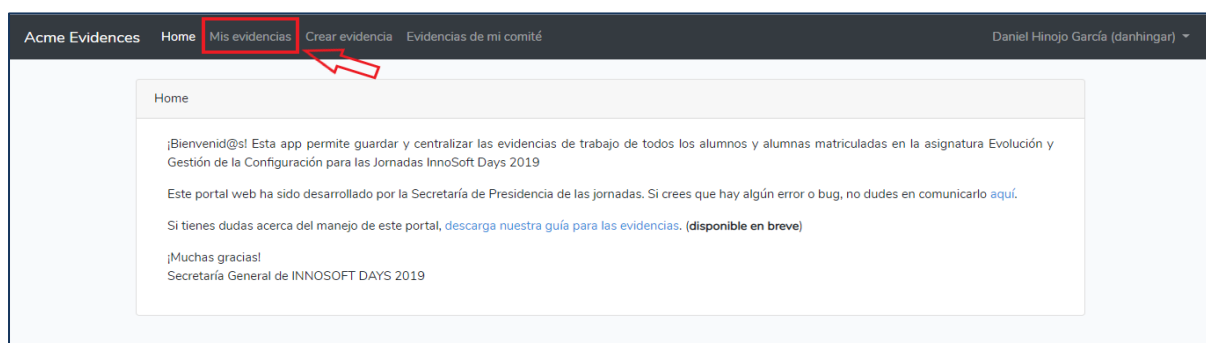 Acme Evidences Home Mis evidencias Crear evidencia Evidencias de mi comité Daniel Hinojo García (danhingar)
Home
¡Bienvenid@s! Esta app permite guardar y centralizar las evidencias de trabajo de todos los alumnos y alumnas matriculadas en la asignatura Evolución y
Gestión de la Configuración para las Jornadas InnoSoft Days 2019
Este portal web ha sido desarrollado por la Secretaría de Presidencia de las jornadas. Si crees que hay algún error o bug, no dudes en comunicarlo aquí.
Si tienes dudas acerca del manejo de este portal, descarga nuestra guía para las evidencias. (disponible en breve)
¡Muchas gracias!
Secretaría General de INNOSOFT DAYS 2019